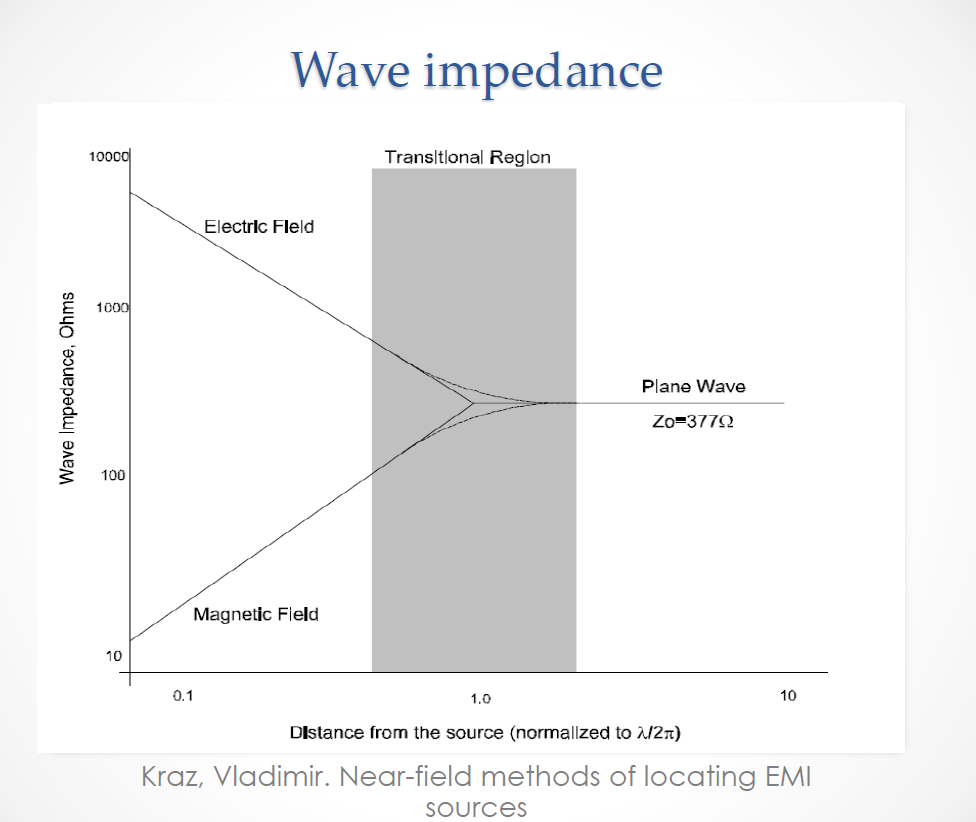 Wave impedance
Transitional Region
10000
Electric Field
1000
Wave Impedance, Ohms
Plane Wave
Zo=377Ω
100
Magnetic Field
10
0.1
1.0
10
Distance from the source (normalized to λ/2π)
Kraz, Vladimir. Near-field methods of locating EMI
sources